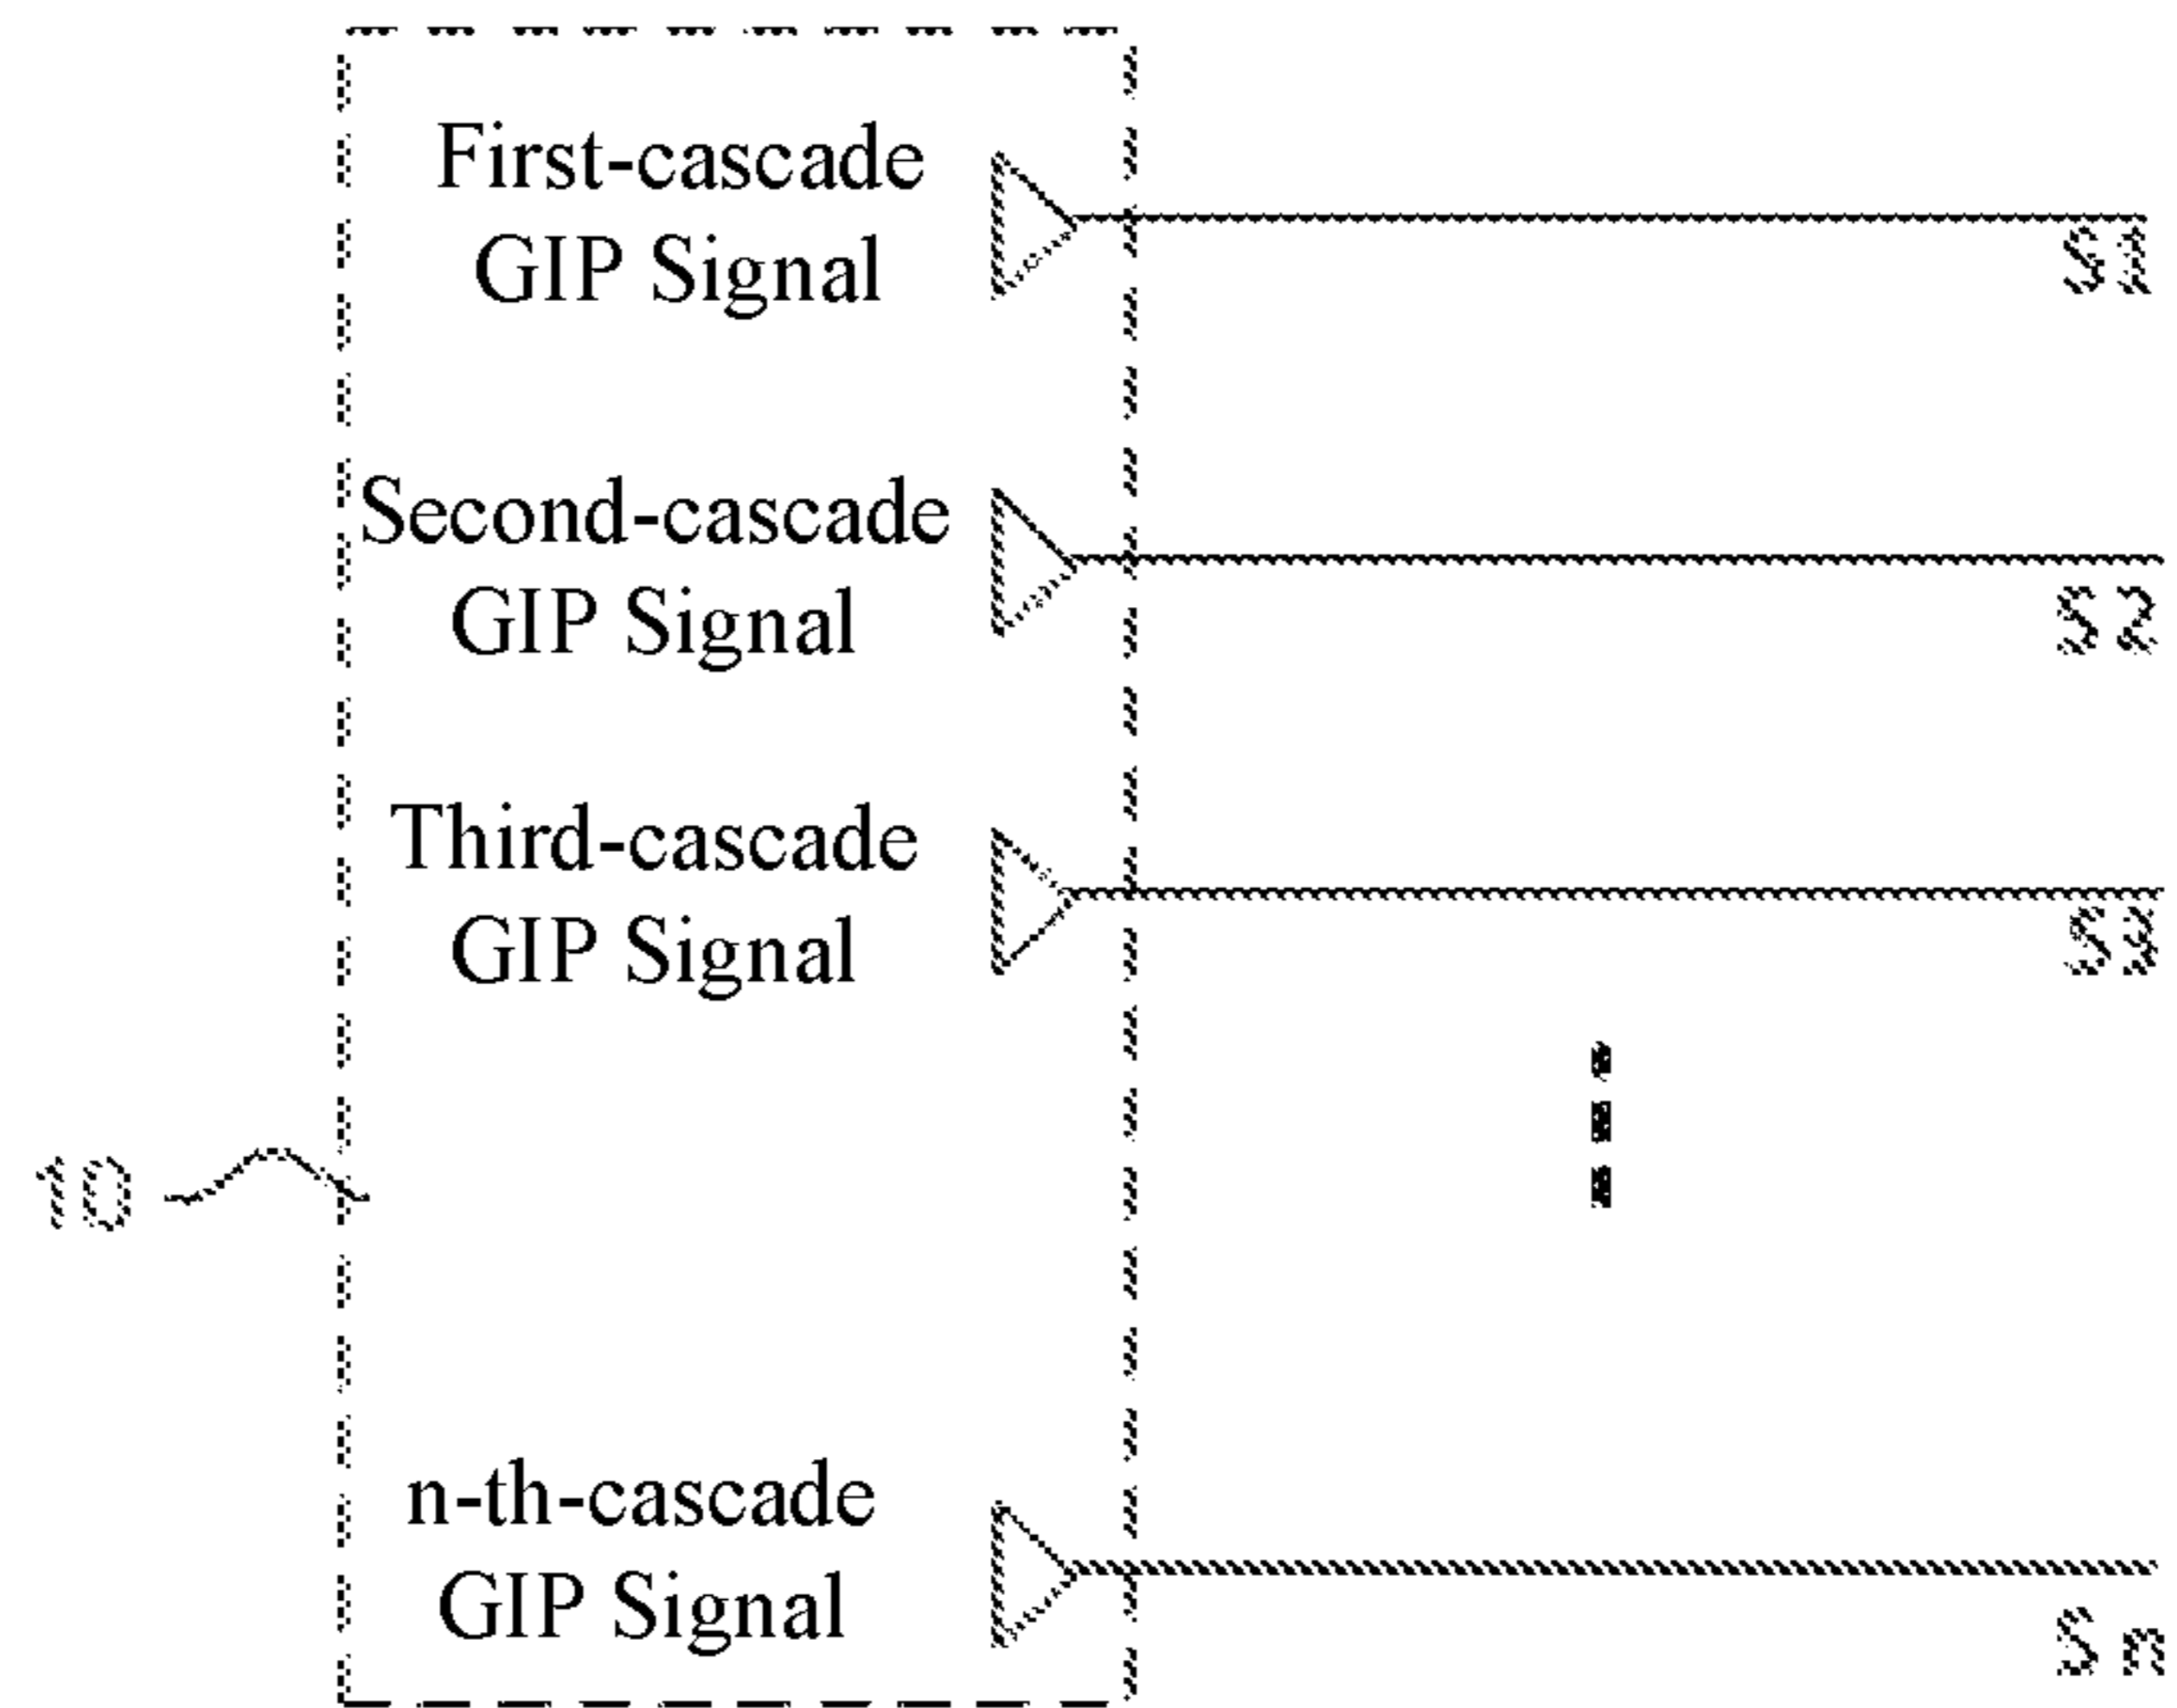 First-cascade
GIP Signal
S1
Second-cascade
GIP Signal
S2
Third-cascade
GIP Signal
S3
10
n-th-cascade
GIP Signal
Sn